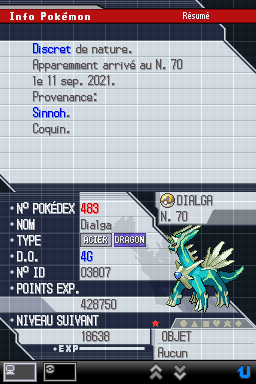 Info Pokémon
Résumé
Discret de nature.
Apparemment arrivé au N. 70
le 11 sep. 2021.
Provenance:
Sinnoh.
Coquin.
DIALGA
N. 70
Nº POKÉDEX 483
NOM Dialga
TYPE ACIER DRAGON
D.O. 4G
Nº ID 03807
POINTS EXP.
428750
NIVEAU SUIVANT
18638
EXP
OBJET
Aucun